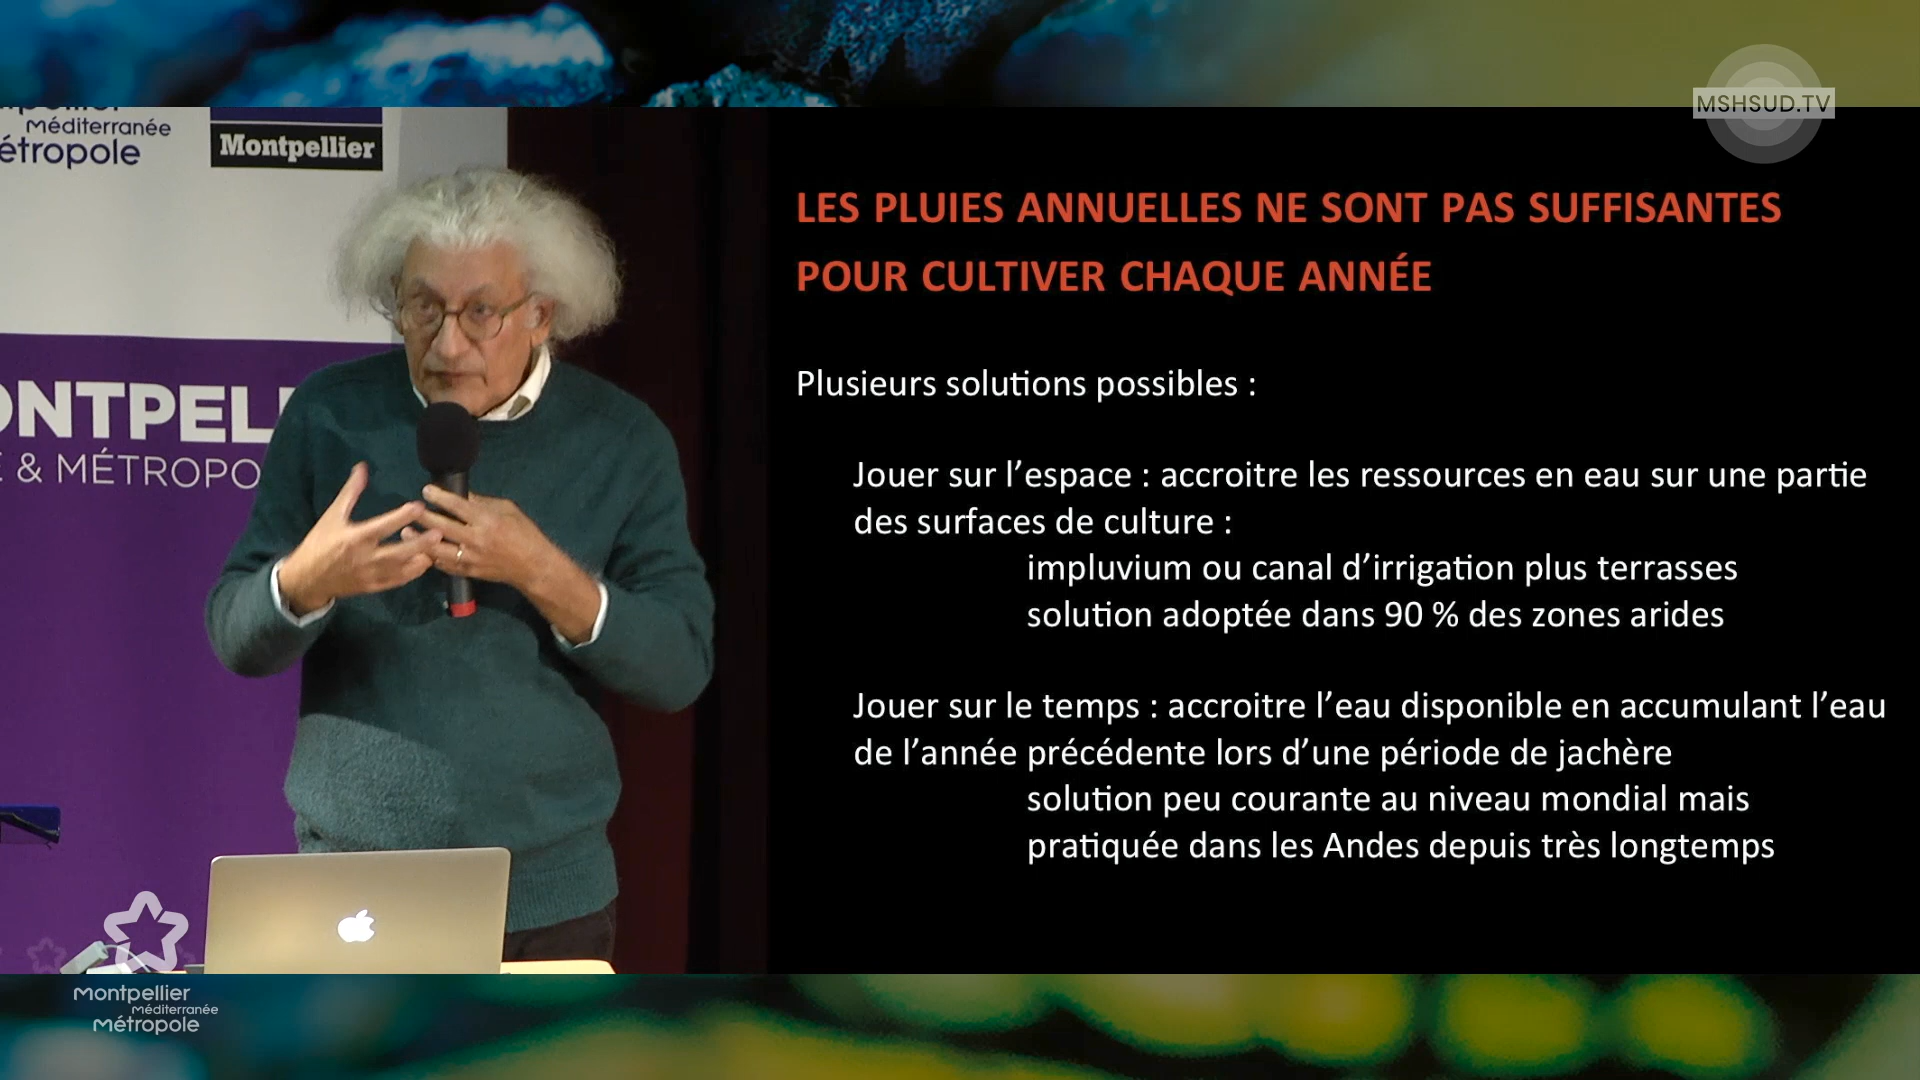 MSHSUD.TV
méditerranée
étropole
Montpellier
LES PLUIES ANNUELLES NE SONT PAS SUFFISANTES
POUR CULTIVER CHAQUE ANNÉE
Plusieurs solutions possibles :
Jouer sur l’espace : accroitre les ressources en eau sur une partie
des surfaces de culture :
impluvium ou canal d’irrigation plus terrasses
solution adoptée dans 90 % des zones arides
Jouer sur le temps : accroitre l’eau disponible en accumulant l’eau
de l’année précédente lors d’une période de jachère
solution peu courante au niveau mondial mais
pratiquée dans les Andes depuis très longtemps
ONTPEL
& MÉTROPO
montpellier
méditerranée
métropole